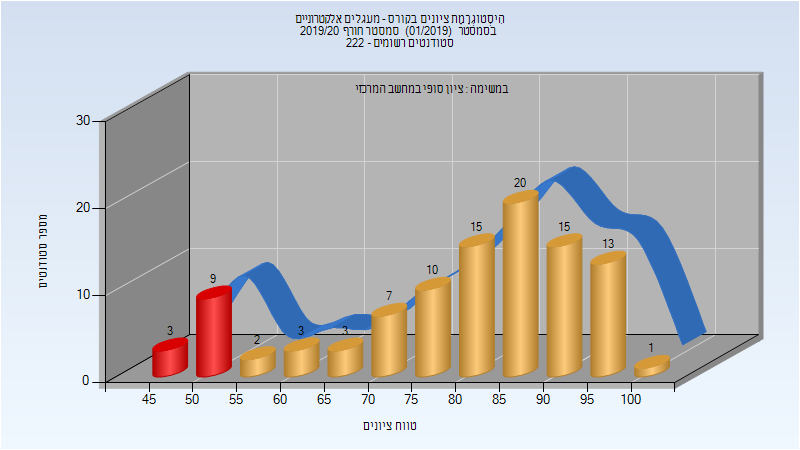 היסטוגרמת ציונים בקורס - מעגלים אלקטרוניים
בסמסטר (01/2019) סמסטר חורף 2019/20
סטודנטים רשומים - 222
במשימה : ציון סופי במחשב המרכזי
מספר סטודנטים
30
20
10
0
3
9
2
3
3
7
10
15
20
15
13
1
45 50 55 60 65 70 75 80 85 90 95 100
טווח ציונים